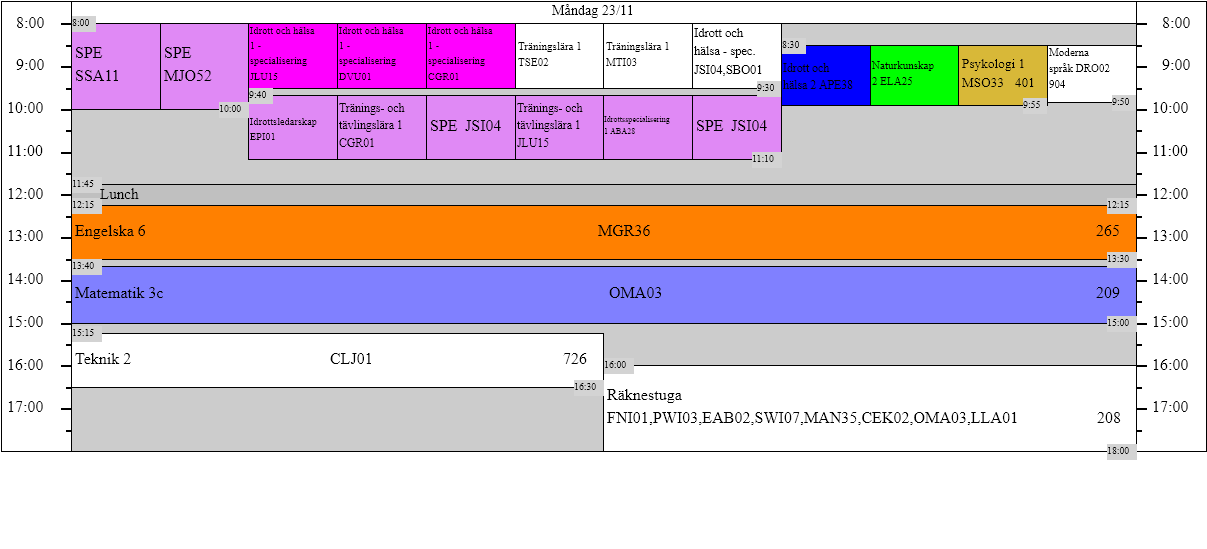 Måndag 23/11
8:00
9:00
10:00
11:00
12:00
13:00
14:00
15:00
16:00
17:00
8:00
SPE
SSA11
SPE
MJO52
10:00
Idrott och hälsa
1 -
specialisering
JLU15
Idrott och hälsa
1 -
specialisering
DVU01
Idrott och hälsa
1 -
specialisering
CGR01
Träningslära 1
TSE02
Träningslära 1
MTI03
Idrott och
hälsa - spec.
JSI04,SBO01
9:30
8:30
Idrott och
hälsa 2 AFE38
Naturkunskap
2 ELA25
Psykologi 1
MSO33 401
9:55
Moderna
språk DRO02
904
9:50
9:40
Idrottsledarskap
EPI01
Tränings- och
tävlingslära 1
CGR01
SPE JSI04
Tränings- och
tävlingslära 1
JLU15
Idrottsspecialisering
1 ABA28
SPE JSI04
11:10
11:45
Lunch
12:15
12:15
Engelska 6 MGR36 265
13:30
13:40
Matematik 3c OMA03 209
15:00
15:15
Teknik 2 CLJ01 726
16:30
16:00
Räknestuga
FNI01,PWI03,EAB02,SWI07,MAN35,CEK02,OMA03,LLA01 208
18:00
8:00
9:00
10:00
11:00
12:00
13:00
14:00
15:00
16:00
17:00